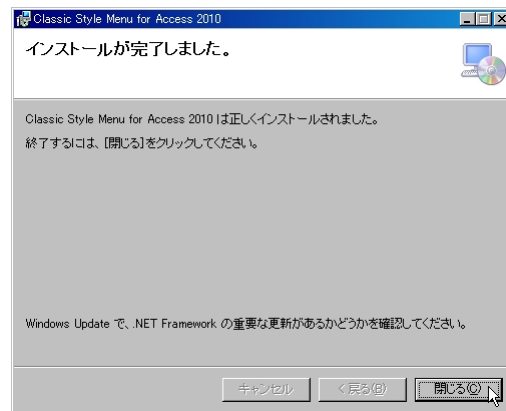 Classic Style Menu for Access 2010
インストールが完了しました。
Classic Style Menu for Access 2010 は正しくインストールされました。
終了するには、[閉じる]をクリックしてください。
Windows Update で、.NET Framework の重要な更新があるかどうかを確認してください。
キャンセル
< 戻る(B)
閉じる(C)